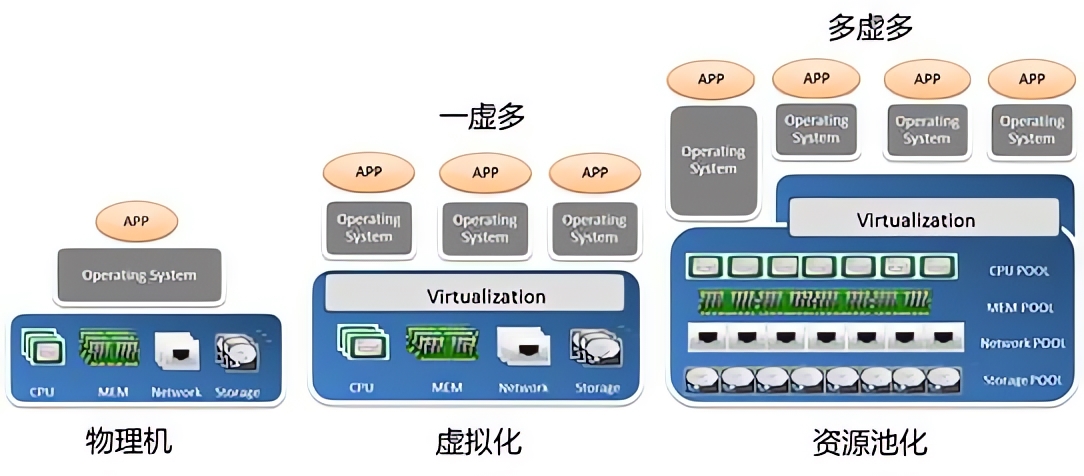 APP
Operating System
CPU
MEM
Network
Storage
物理机
一虚多
APP
APP
APP
Operating
System
Operating
System
Operating
System
Virtualization
CPU
MEM
Network
Storage
虚拟化
多虚多
APP
APP
APP
APP
Operating
System
Operating
System
Operating
System
Operating
System
Virtualization
CPU POOL
MEM POOL
Network POOL
Storage POOL
资源池化